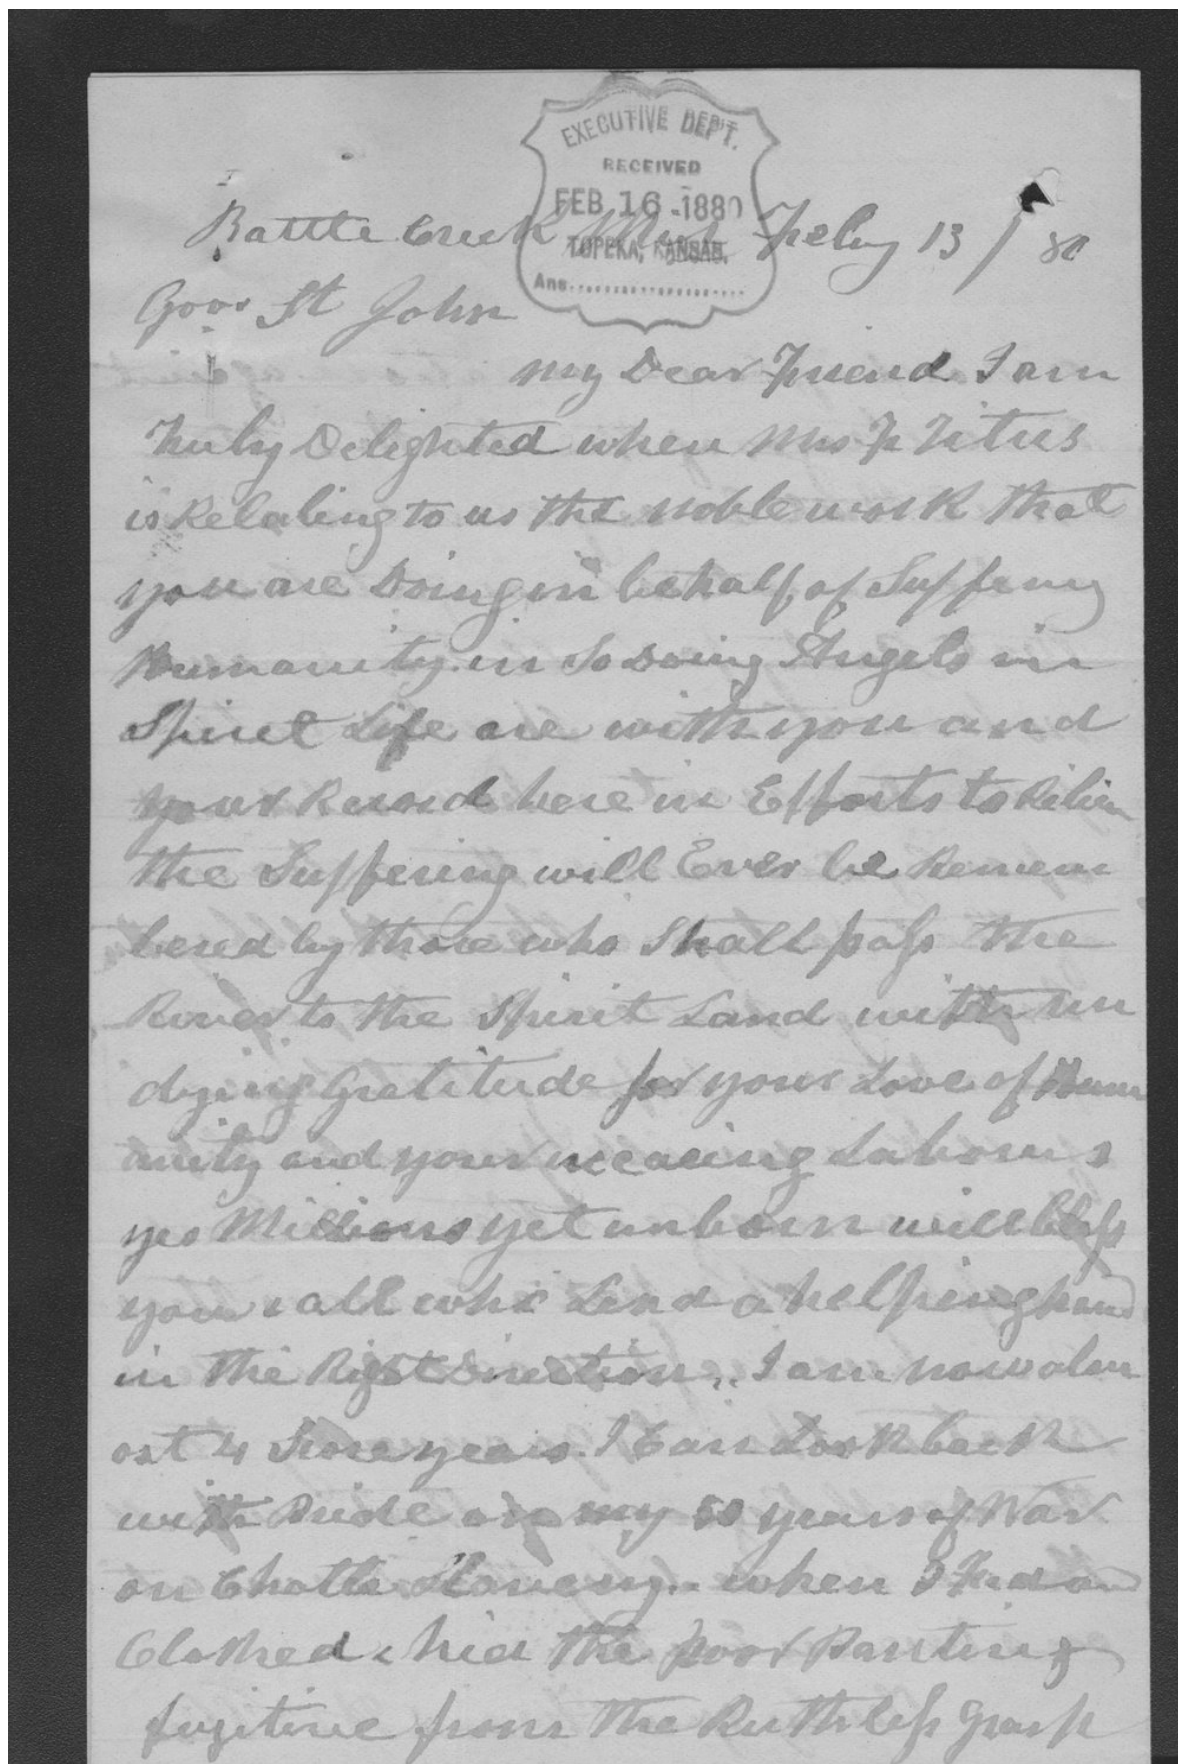 EXECUTIVE DEP'T.
RECEIVED
FEB 16 1880
TOPEKA, KANSAS.
Ans
Battle Creek Mich Feby 13 / 80
Govr St John
my Dear Friend I am
Truly Delighted when Mrs F Titus
is Relating to us the noble work that
you are Doing in behalf of Suffering
Humanity in So Doing Angels in
Spirit Life are with you and
your Record here in Efforts to Reliev
the Suffering will Ever be Remem
bered by those who Shall pass the
River to the Spirit Land with un
dying Gratitude for your Love of Hum
anity and your unceasing Labours
yes Millions yet unborn will bless
you & all who Lend a helping hand
in the Right Direction,, I am now alm
ost 4 Score years. I Can Look back
with Pride on my 50 years of War
on Chattle Slavery.. when I Fed and
Clothed & hid the poor Panting
fugitive from the Ruthless Grasp